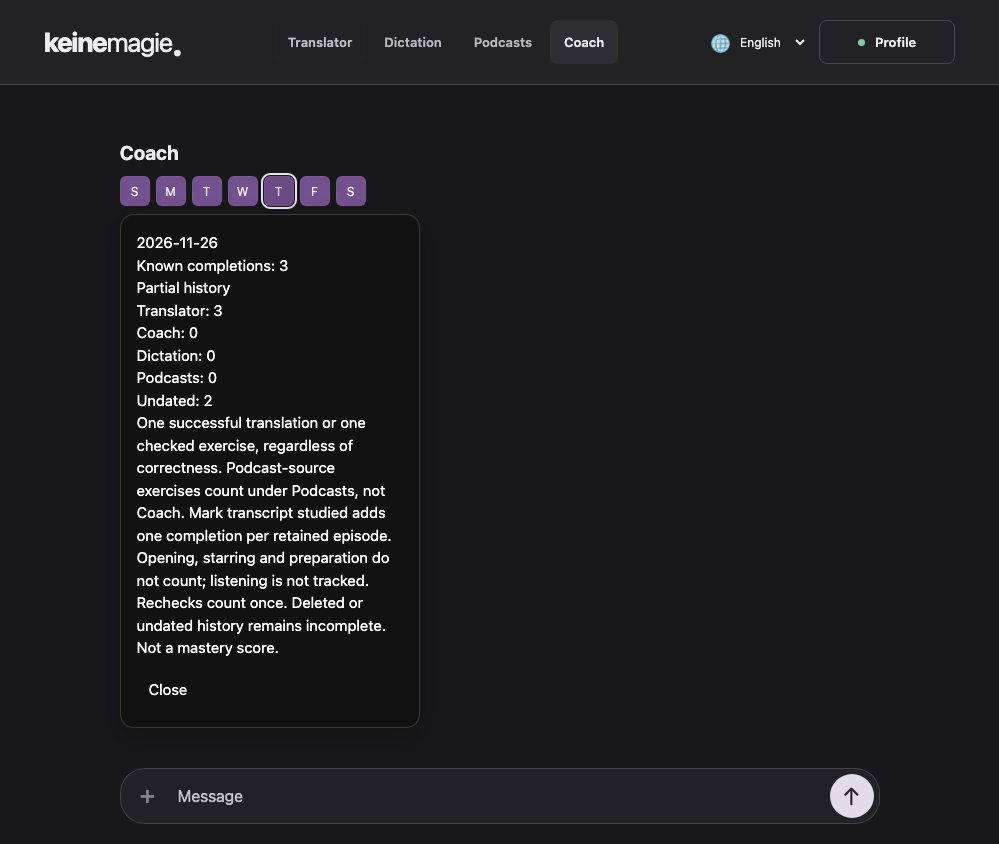 keinemagie.
Translator
Dictation
Podcasts
Coach
English
Profile
Coach
S M T W T F S
2026-11-26
Known completions: 3
Partial history
Translator: 3
Coach: 0
Dictation: 0
Podcasts: 0
Undated: 2
One successful translation or one
checked exercise, regardless of
correctness. Podcast-source
exercises count under Podcasts, not
Coach. Mark transcript studied adds
one completion per retained episode.
Opening, starring and preparation do
not count; listening is not tracked.
Rechecks count once. Deleted or
undated history remains incomplete.
Not a mastery score.
Close
Message